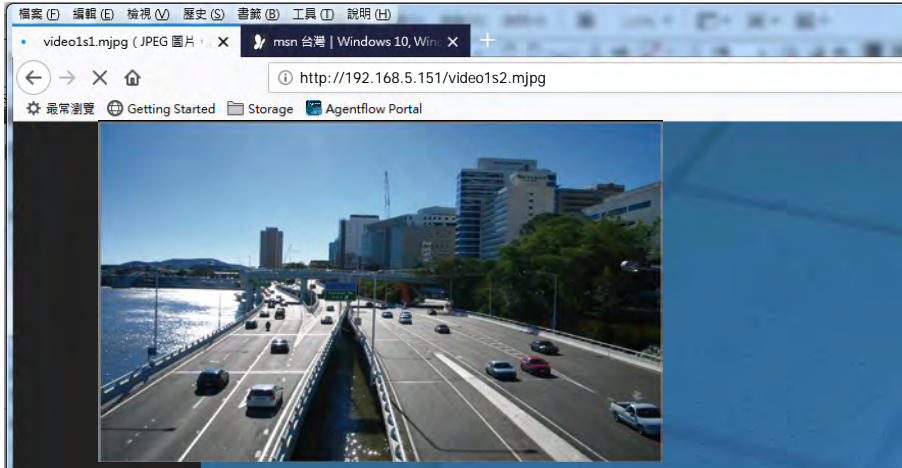 檔案(F) 編輯(E) 檢視(V) 歷史(S) 書籤(B) 工具(T) 說明(H)
video1s1.mjpg (JPEG 圖片 msn 台灣 | Windows 10, Win
http://192.168.5.151/video1s2.mjpg
最常瀏覽 Getting Started Storage Agentflow Portal